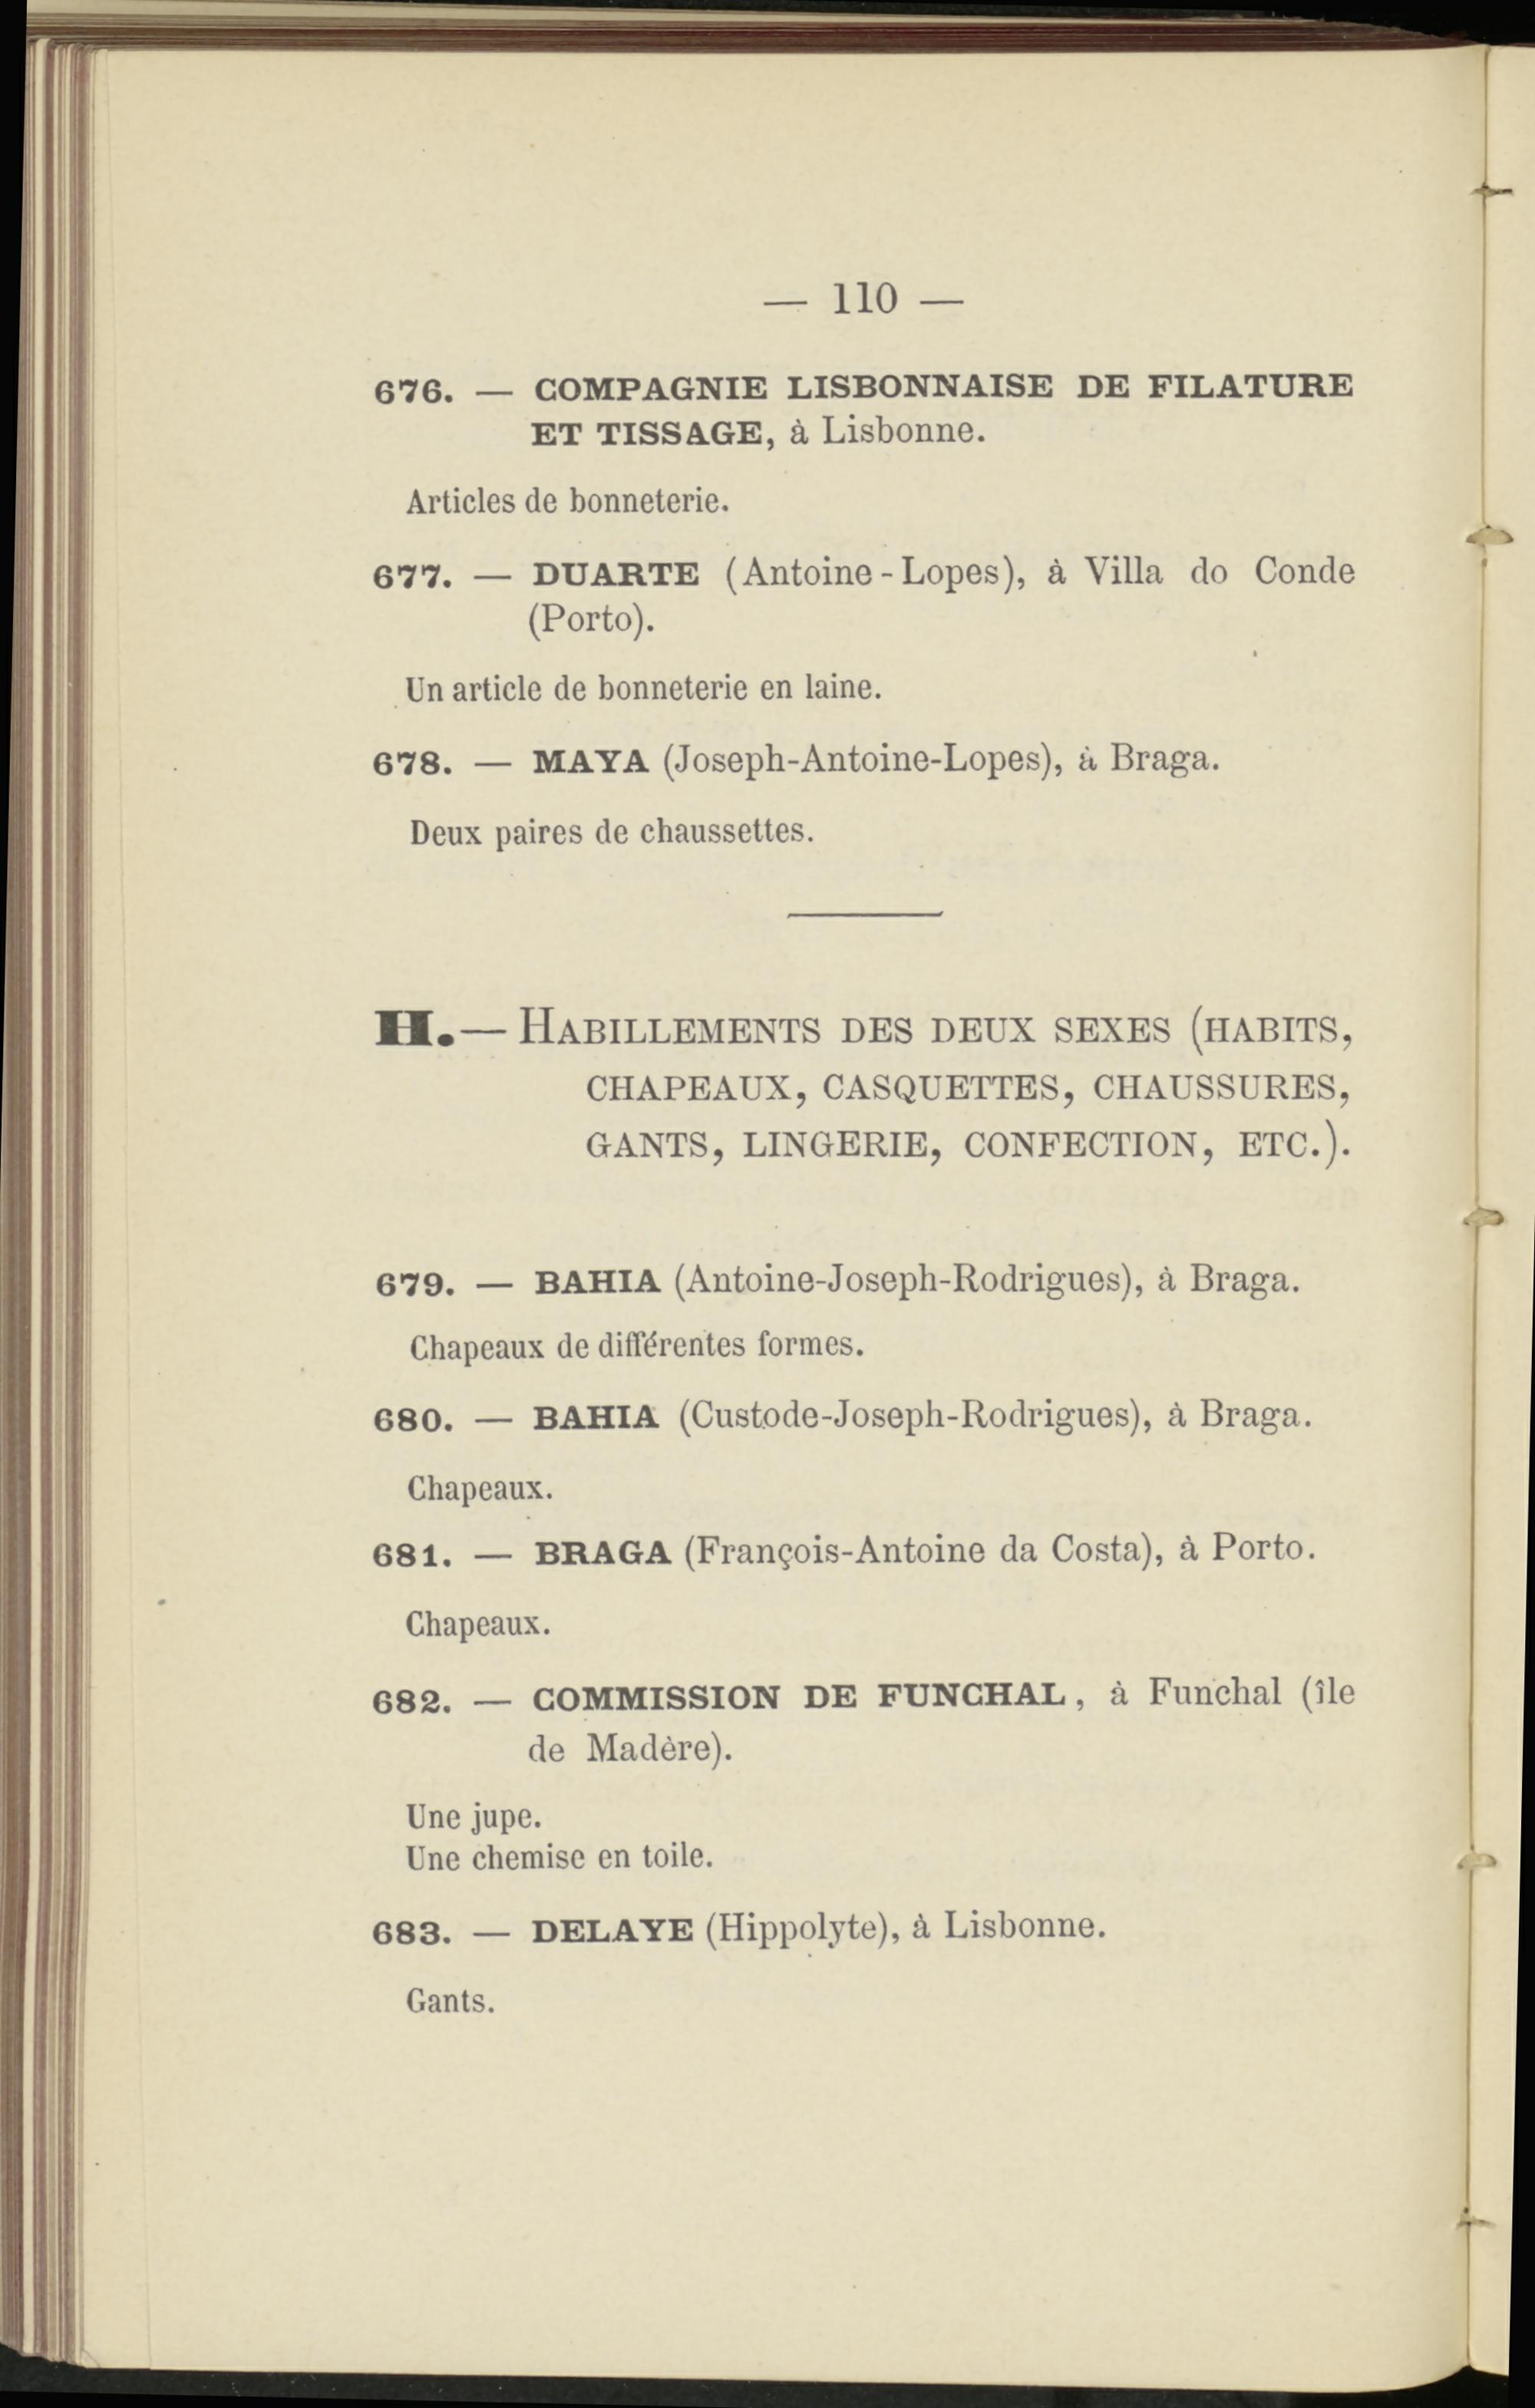 — 110 —
676. — COMPAGNIE LISBONNAISE DE FILATURE
ET TISSAGE, à Lisbonne.
Articles de bonneterie.
677. — DUARTE (Antoine-Lopes), à Villa do Conde
(Porto).
Un article de bonneterie en laine.
678. — MAYA (Joseph-Antoine-Lopes), à Braga.
Deux paires de chaussettes.
H. — HABILLEMENTS DES DEUX SEXES (HABITS,
CHAPEAUX, CASQUETTES, CHAUSSURES,
GANTS, LINGERIE, CONFECTION, ETC.).
679. — BAHIA (Antoine-Joseph-Rodrigues), à Braga.
Chapeaux de différentes formes.
680. — BAHIA (Custode-Joseph-Rodrigues), à Braga.
Chapeaux.
681. — BRAGA (François-Antoine da Costa), à Porto.
Chapeaux.
682. — COMMISSION DE FUNCHAL, à Funchal (île
de Madère).
Une jupe.
Une chemise en toile.
683. — DELAYE (Hippolyte), à Lisbonne.
Gants.